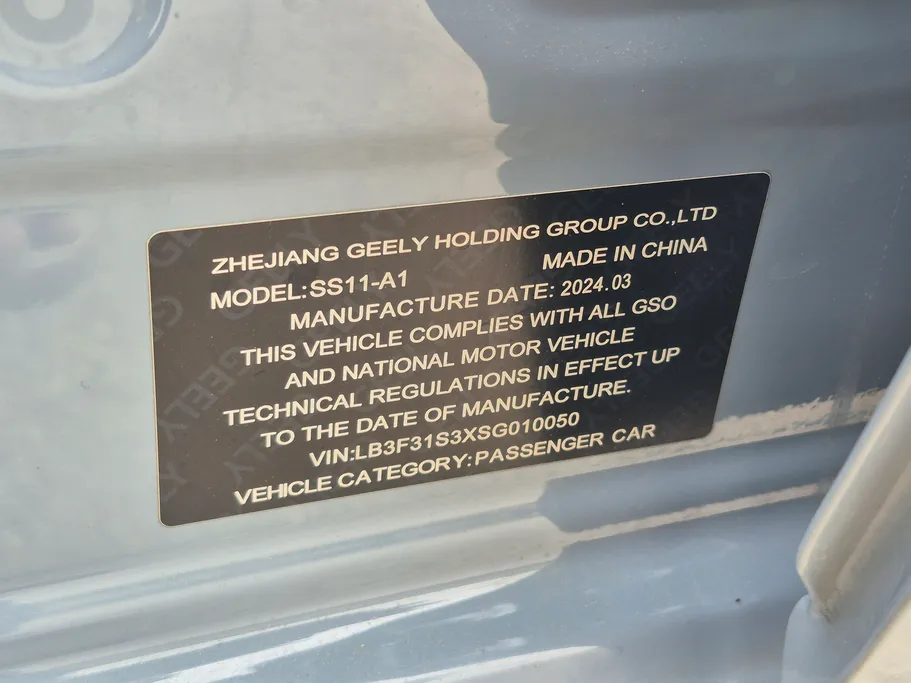 ZHEJIANG GEELY HOLDING GROUP CO.,LTD
MODEL:SS11-A1 MADE IN CHINA
MANUFACTURE DATE: 2024.03
THIS VEHICLE COMPLIES WITH ALL GSO
AND NATIONAL MOTOR VEHICLE
TECHNICAL REGULATIONS IN EFFECT UP
TO THE DATE OF MANUFACTURE.
VIN:LB3F31S3XSG010050
VEHICLE CATEGORY:PASSENGER CAR